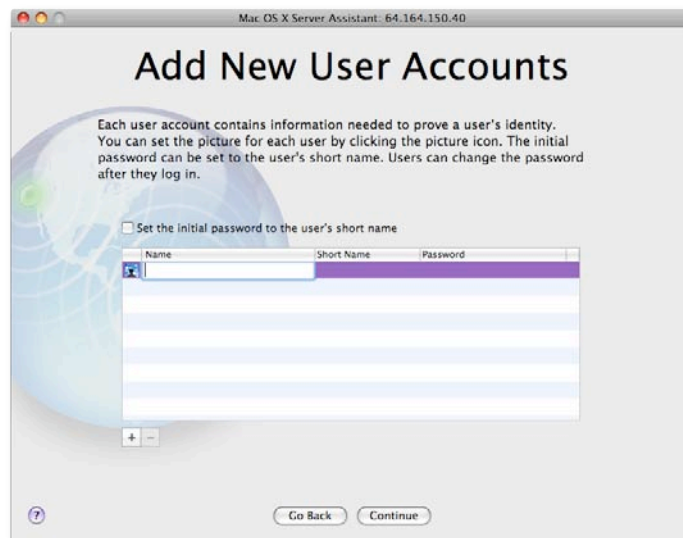 Mac OS X Server Assistant: 64.164.150.40
Add New User Accounts
Each user account contains information needed to prove a user's identity.
You can set the picture for each user by clicking the picture icon. The initial
password can be set to the user's short name. Users can change the password
after they log in.
Set the initial password to the user's short name
Name Short Name Password
+ −
? Go Back Continue